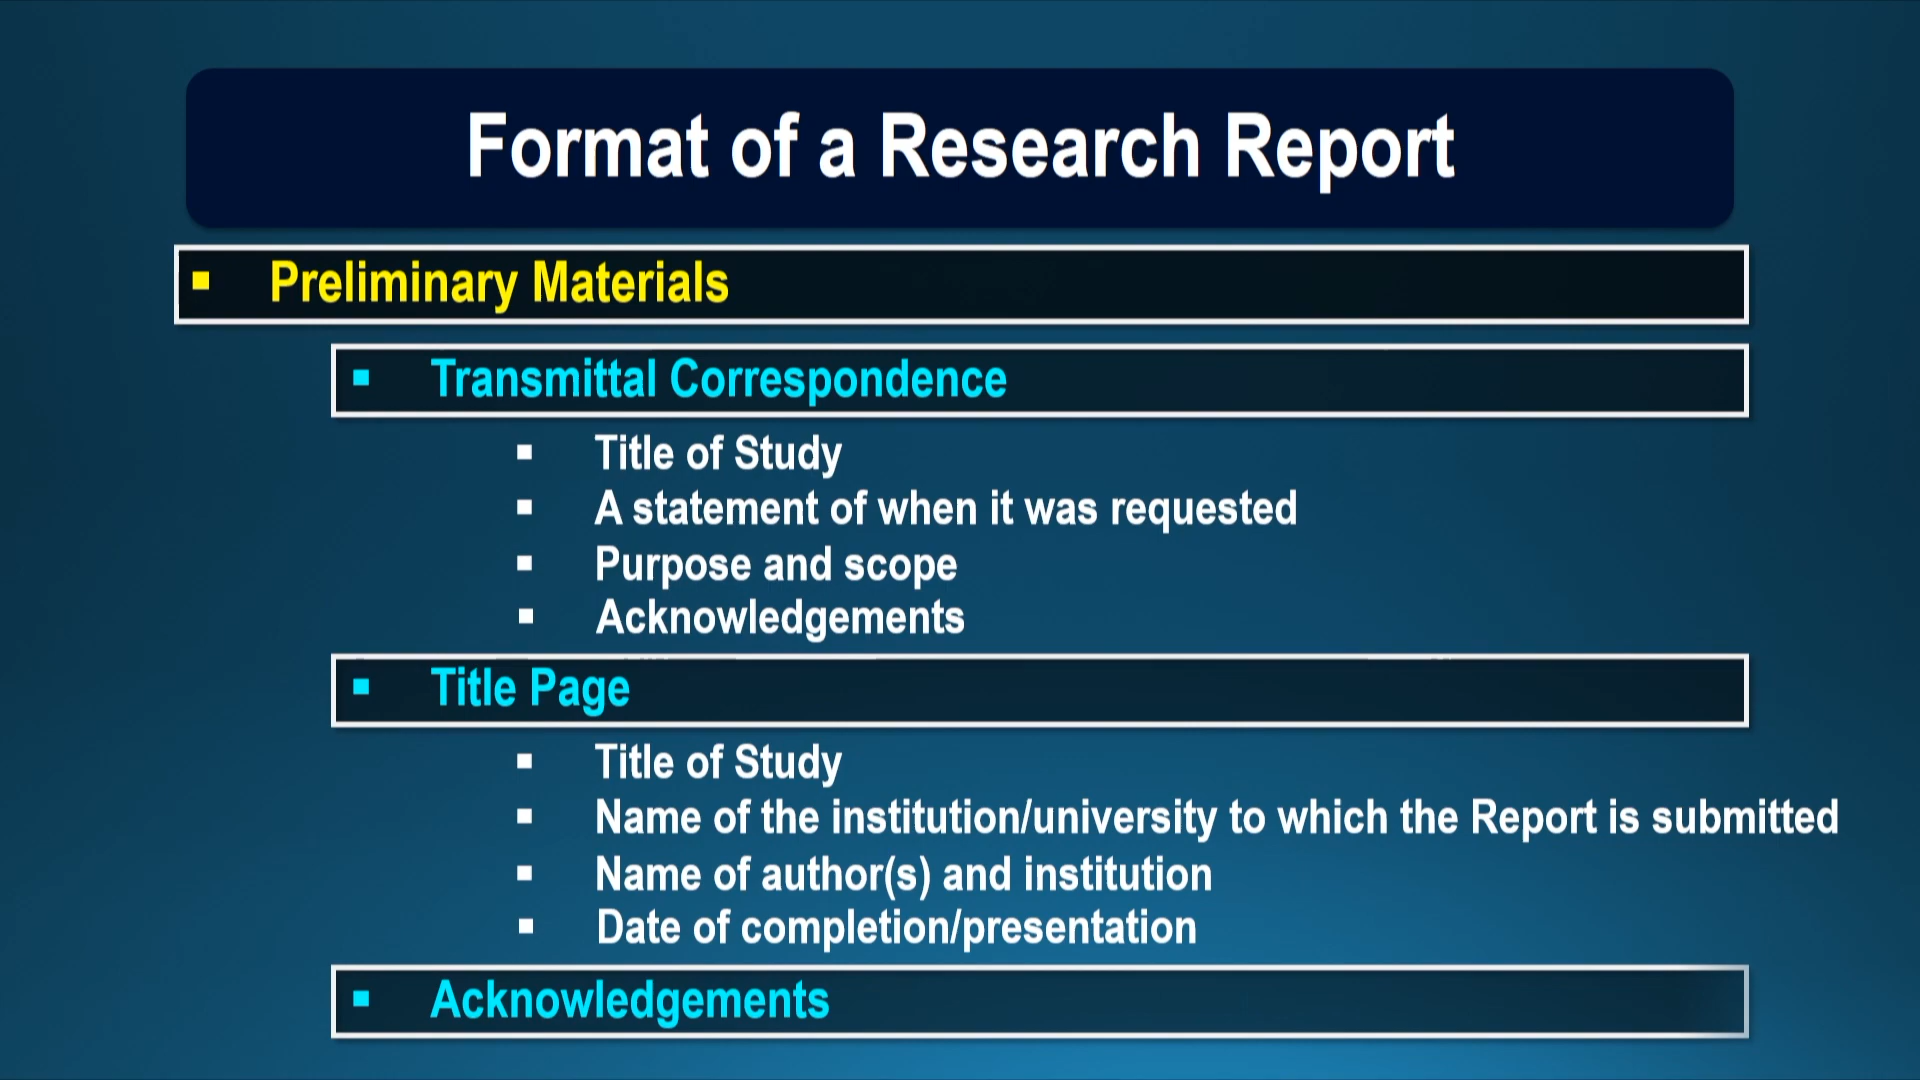 Format of a Research Report
▪ Preliminary Materials
▪ Transmittal Correspondence
▪ Title of Study
▪ A statement of when it was requested
▪ Purpose and scope
▪ Acknowledgements
▪ Title Page
▪ Title of Study
▪ Name of the institution/university to which the Report is submitted
▪ Name of author(s) and institution
▪ Date of completion/presentation
▪ Acknowledgements